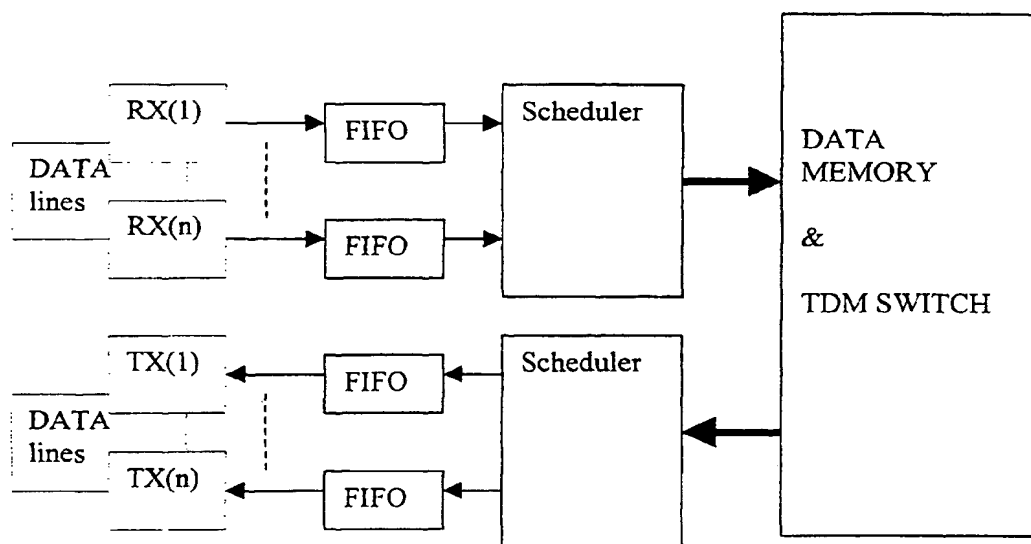 RX(1)
FIFO
Scheduler
DATA
lines
RX(n)
FIFO
DATA
MEMORY
&
TDM SWITCH
TX(1)
FIFO
Scheduler
DATA
lines
TX(n)
FIFO